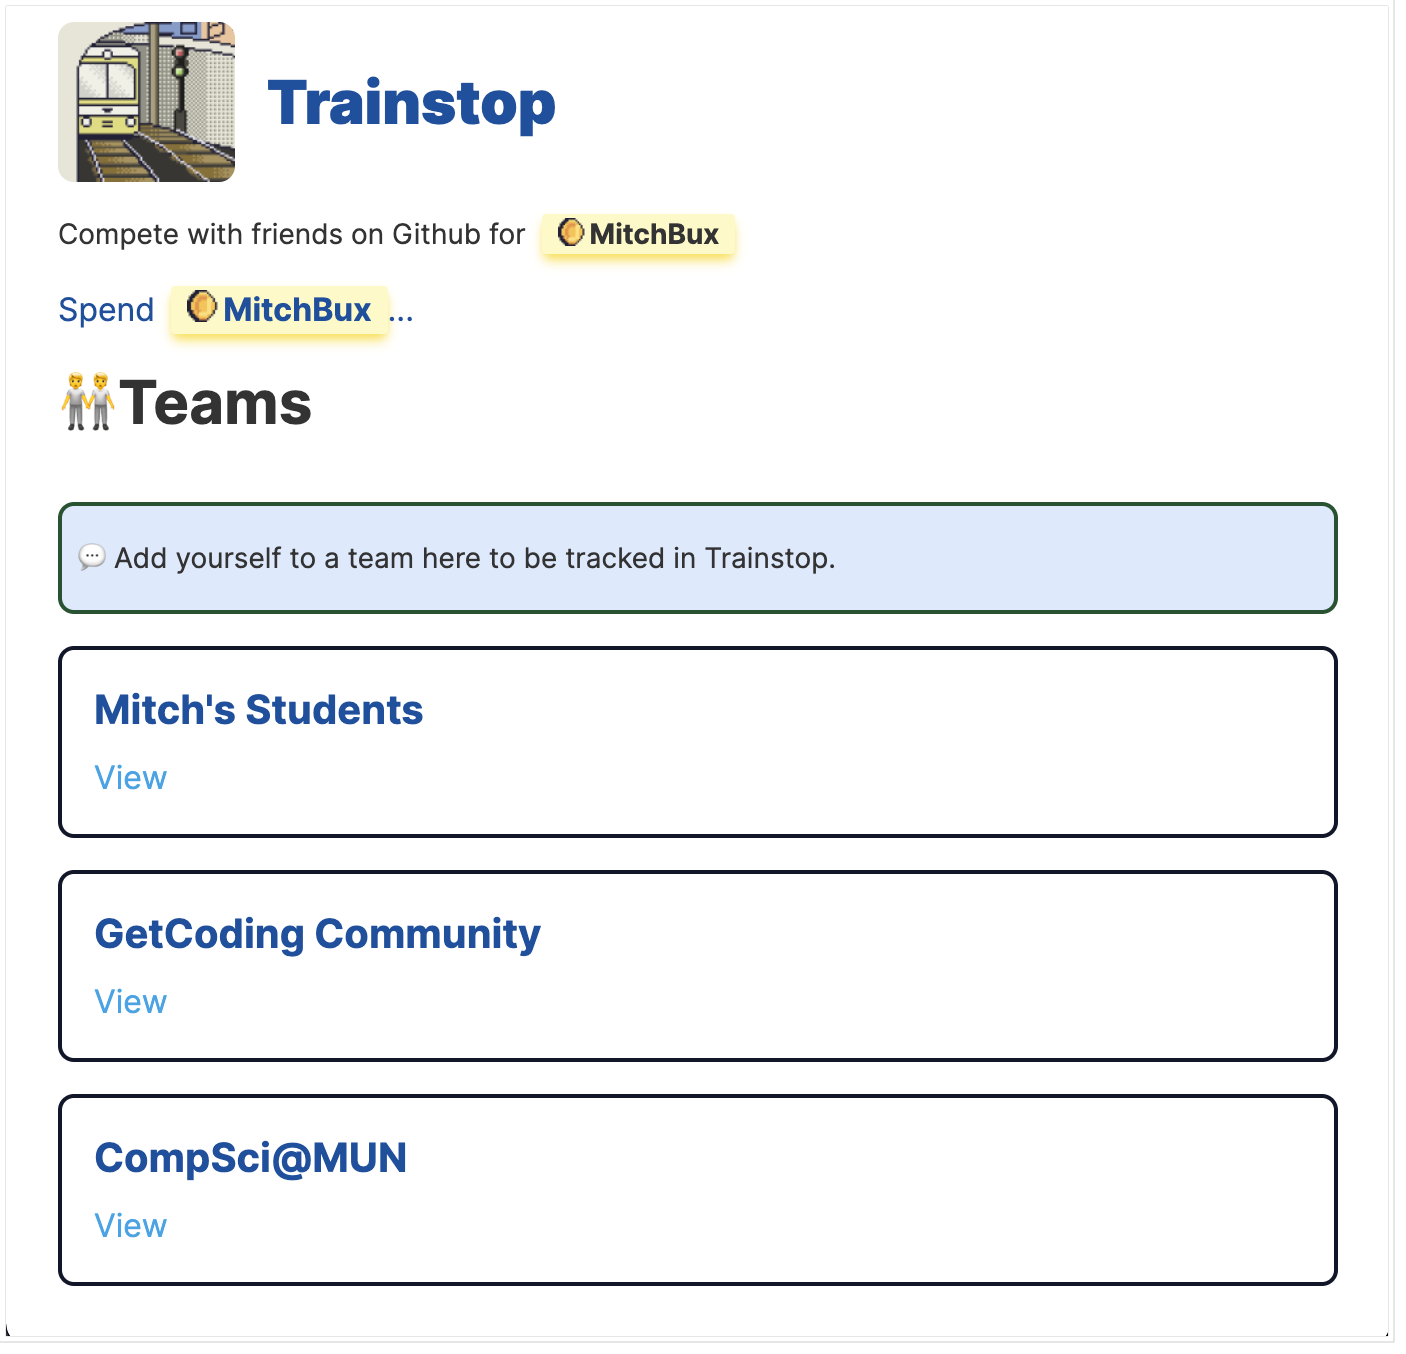 Trainstop
Compete with friends on Github for MitchBux
Spend MitchBux...
Teams
Add yourself to a team here to be tracked in Trainstop.
Mitch's Students
View
GetCoding Community
View
CompSci@MUN
View